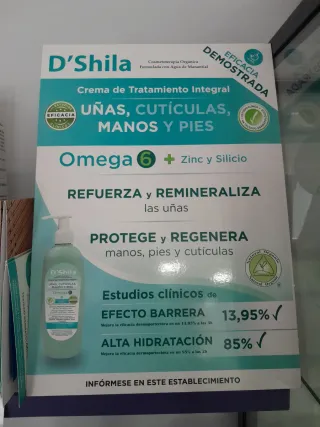 D'Shila
Cosmetoterapia Orgánica
Formulada con Agua de Manantial
EFICACIA
DEMOSTRADA
Crema de Tratamiento Integral
EFICACIA
UÑAS, CUTÍCULAS,
MANOS Y PIES
Omega 6 + Zinc y Silicio
REFUERZA y REMINERALIZA
las uñas
PROTEGE y REGENERA
manos, pies y cutículas
D'Shila
Estudios clínicos de
EFECTO BARRERA 13,95% ✓
ALTA HIDRATACIÓN 85% ✓
INFÓRMESE EN ESTE ESTABLECIMIENTO